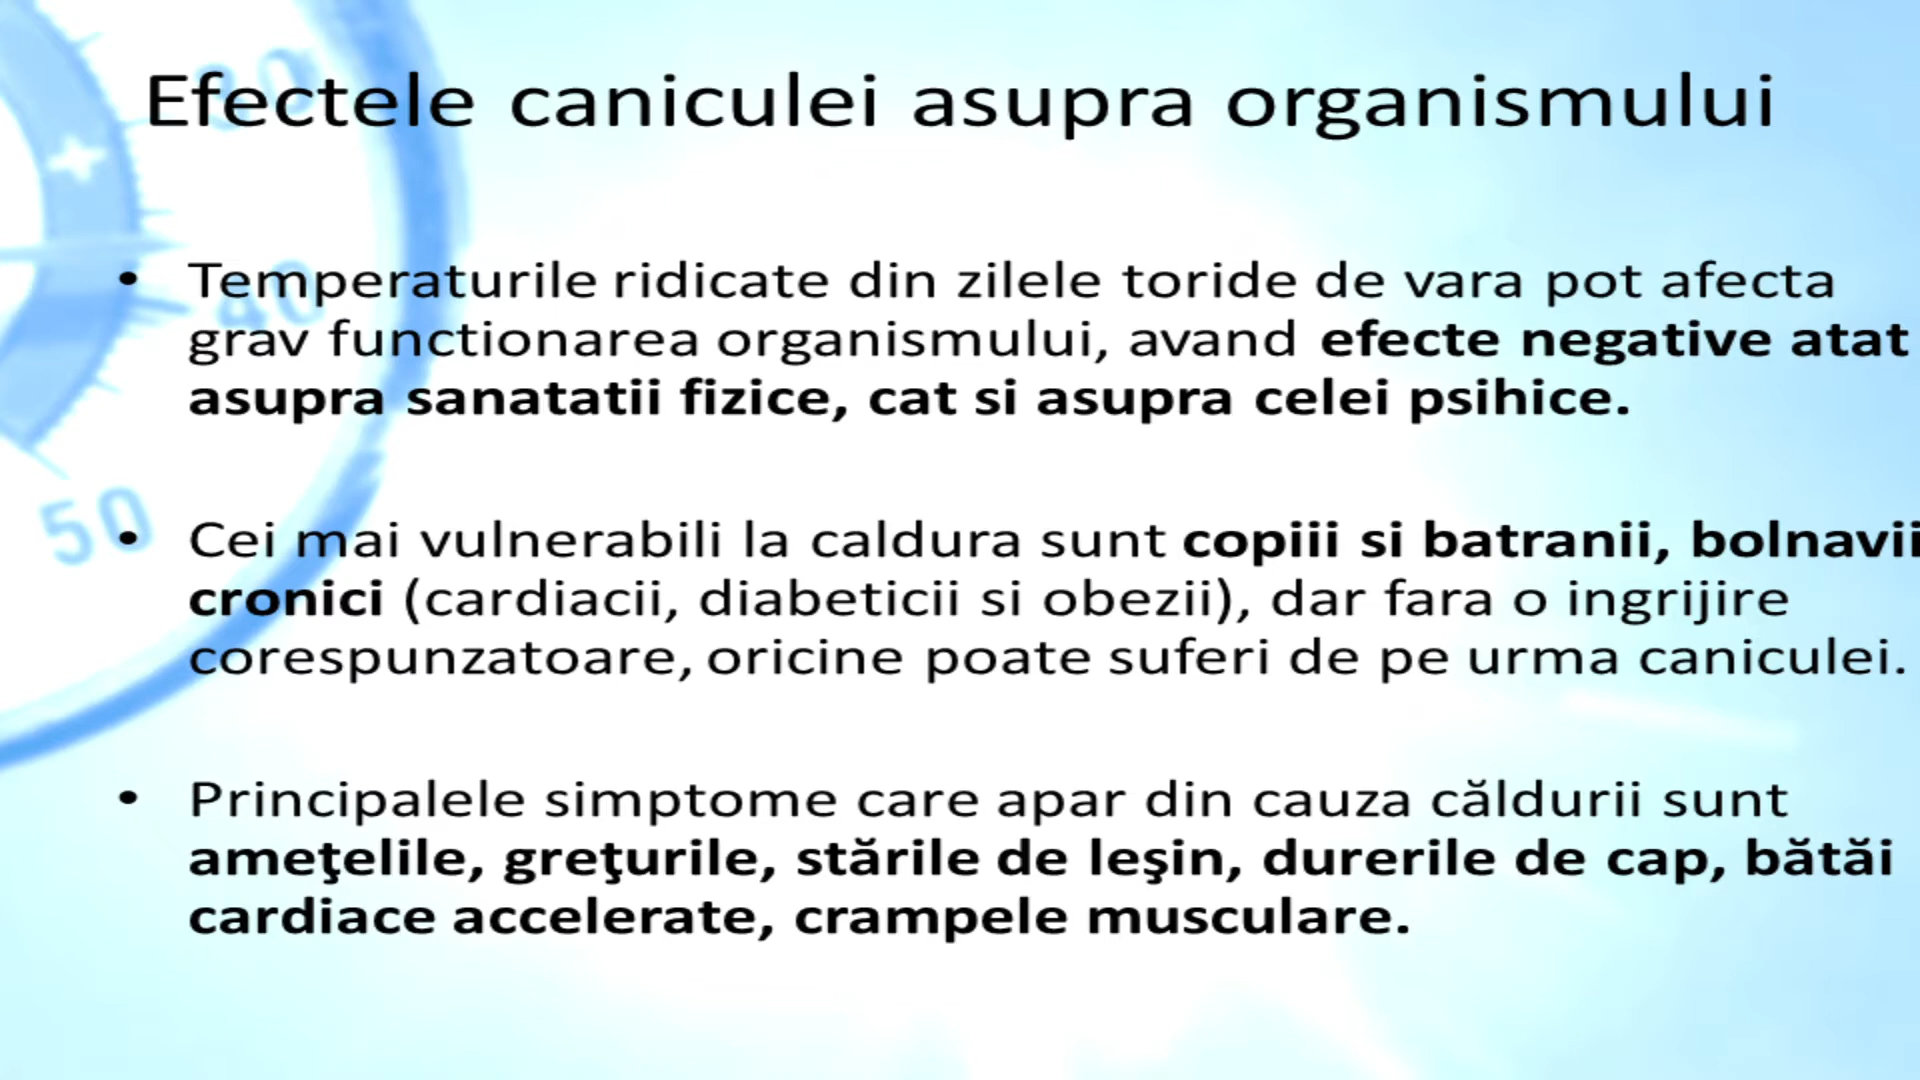 Efectele caniculei asupra organismului
• Temperaturile ridicate din zilele toride de vara pot afecta
grav functionarea organismului, avand efecte negative atat
asupra sanatatii fizice, cat si asupra celei psihice.
• Cei mai vulnerabili la caldura sunt copiii si batranii, bolnavii
cronici (cardiacii, diabeticii si obezii), dar fara o ingrijire
corespunzatoare, oricine poate suferi de pe urma caniculei.
• Principalele simptome care apar din cauza căldurii sunt
ameţelile, greţurile, stările de leşin, durerile de cap, bătăi
cardiace accelerate, crampele musculare.
30
40
50